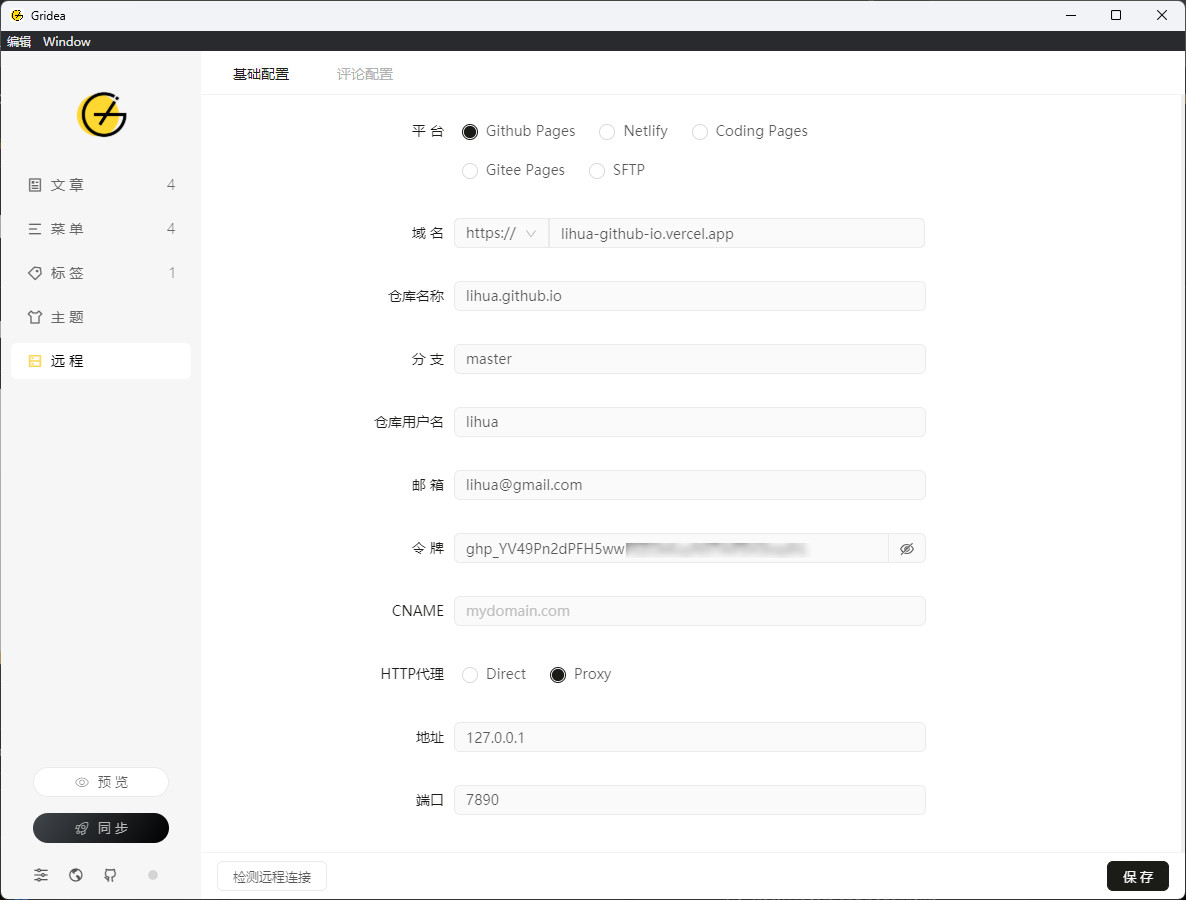 Gridea
编辑 Window
基础配置 评论配置
平台 Github Pages Netlify Coding Pages
Gitee Pages SFTP
文章 4
菜单 4
标签 1
主题
远程
域名 https:// lihua-github-io.vercel.app
仓库名称 lihua.github.io
分支 master
仓库用户名 lihua
邮箱 lihua@gmail.com
令牌 ghp_YV49Pn2dPFH5ww
CNAME mydomain.com
HTTP代理 Direct Proxy
地址 127.0.0.1
端口 7890
预览
同步
检测远程连接 保存